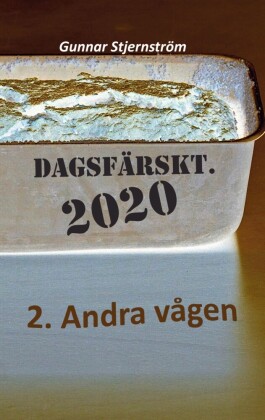 Gunnar Stjernström
DAGSFÄRSKT.
2020
2. Andra vågen